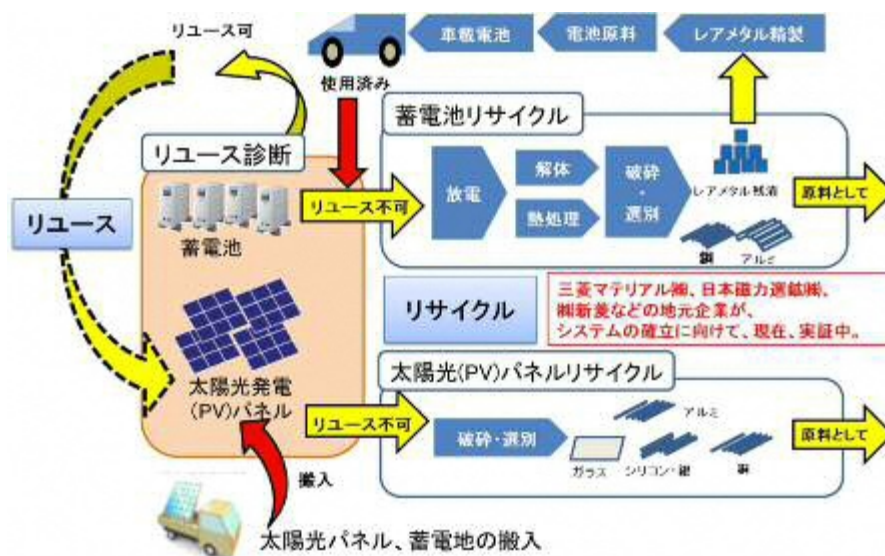 リユース可
車載電池
電池原料
レアメタル精製
使用済み
蓄電池リサイクル
リユース診断
放電
解体
熱処理
破砕・選別
レアメタル残渣
原料として
リユース不可
蓄電池
銅
アルミ
リユース
リサイクル
三菱マテリアル㈱、日本磁力選鉱㈱、
㈱新菱などの地元企業が、
システムの確立に向けて、現在、実証中。
太陽光(PV)パネルリサイクル
太陽光発電
(PV)パネル
リユース不可
破砕・選別
アルミ
ガラス
シリコン・銀
銅
原料として
搬入
太陽光パネル、蓄電地の搬入